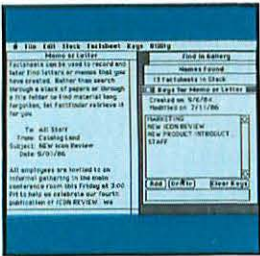 File Edit Stack Factsheet Keys Utility
Memo or Letter
Factsheets can be used to record and
later find letters or memos that you
have created. Rather than search
through a stack of papers or through
a file folder to find material long
forgotten, let Factfinder retrieve it
for you.
To: All Staff
From: Catalog Land
Subject: NEW Icon Review
Date: 5/01/86
All employees are invited to an
informal gathering in the main
conference room this Friday at 3:00
PM to help us celebrate our fourth
publication of ICON REVIEW. We
Find in Gallery
Names Found
13 Factsheets in Stack
Keys for Memo or Letter
Created on 9/6/84
Modified on 2/11/86
MARKETING
NEW ICON REVIEW
NEW PRODUCT INTRODUCT
STAFF
Add
Delete
Clear Keys